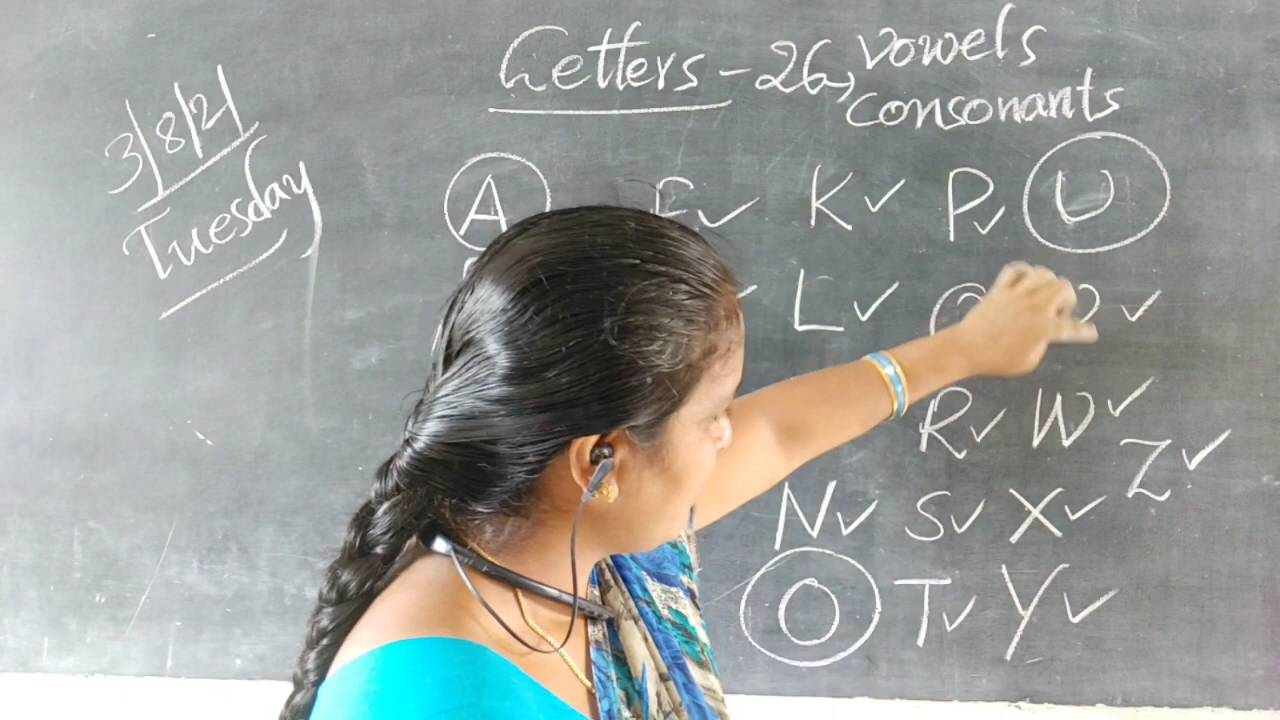 3/8/21
Tuesday
Letters - 26, vowels
consonants
A F ✓ K ✓ P ✓ U
L ✓ ✓
R ✓ W ✓
Z ✓
N ✓ S ✓ X ✓
O T ✓ Y ✓